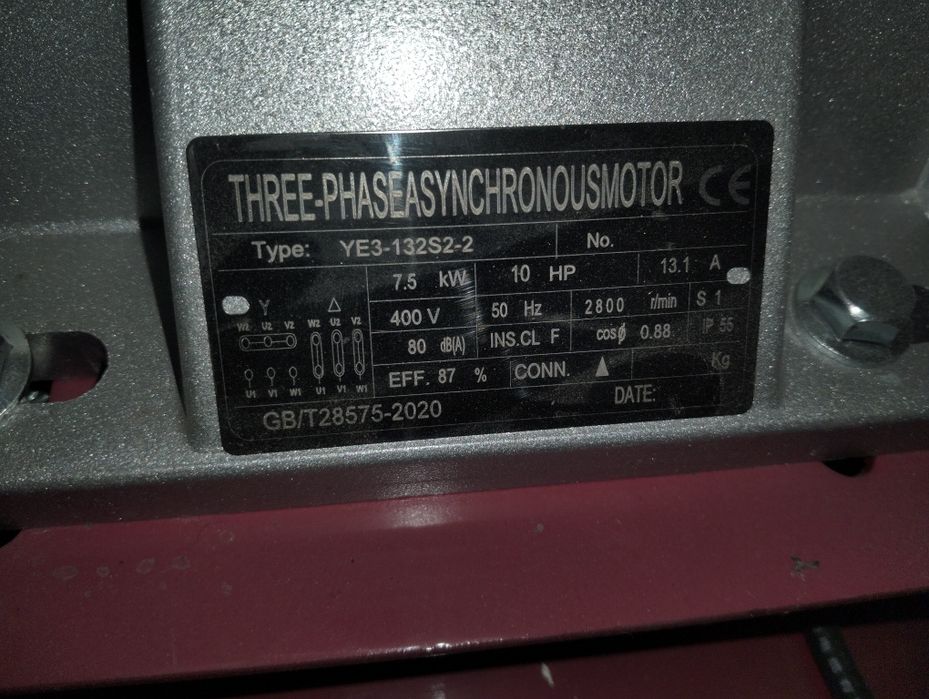 THREE-PHASEASYNCHRONOUSMOTOR CE
Type: YE3-132S2-2 No.
7.5 kW 10 HP 13.1 A
400 V 50 Hz 2800 r/min S 1
80 dB(A) INS.CL F cosϕ 0.88 IP 55
EFF. 87 % CONN. ▲ Kg
Y △
W2 U2 V2 W2 U2 V2
U1 V1 W1 U1 V1 W1
GB/T28575-2020 DATE: